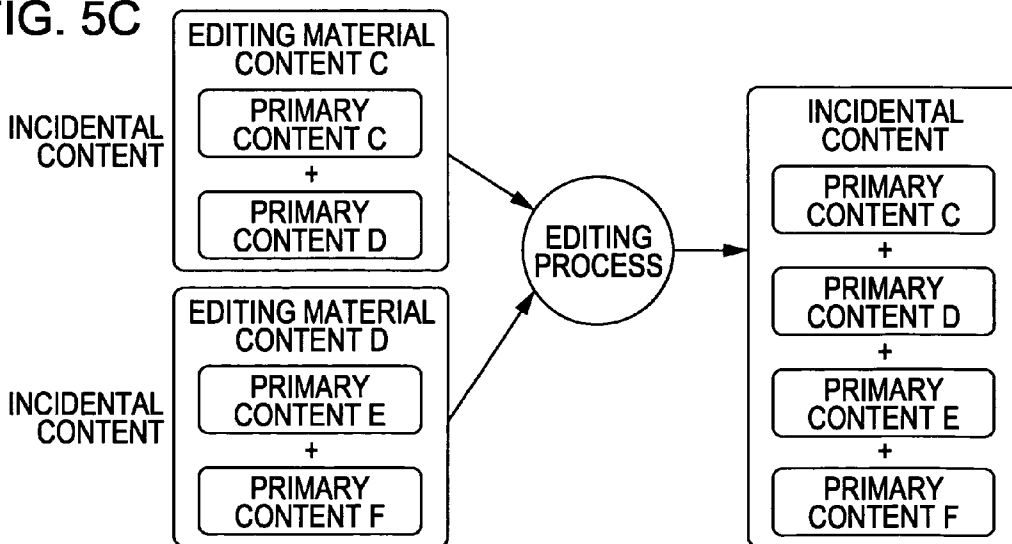 FIG. 5C
INCIDENTAL
CONTENT
EDITING MATERIAL
CONTENT C
PRIMARY
CONTENT C
+
PRIMARY
CONTENT D
INCIDENTAL
CONTENT
EDITING MATERIAL
CONTENT D
PRIMARY
CONTENT E
+
PRIMARY
CONTENT F
EDITING
PROCESS
INCIDENTAL
CONTENT
PRIMARY
CONTENT C
+
PRIMARY
CONTENT D
+
PRIMARY
CONTENT E
+
PRIMARY
CONTENT F